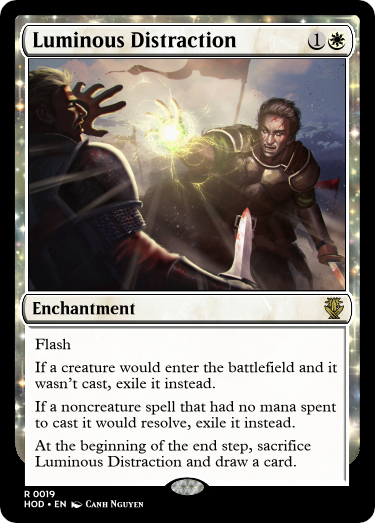 Luminous Distraction 1
Enchantment
Flash
If a creature would enter the battlefield and it
wasn't cast, exile it instead.
If a noncreature spell that had no mana spent
to cast it would resolve, exile it instead.
At the beginning of the end step, sacrifice
Luminous Distraction and draw a card.
R 0019
HOD • EN Canh Nguyen